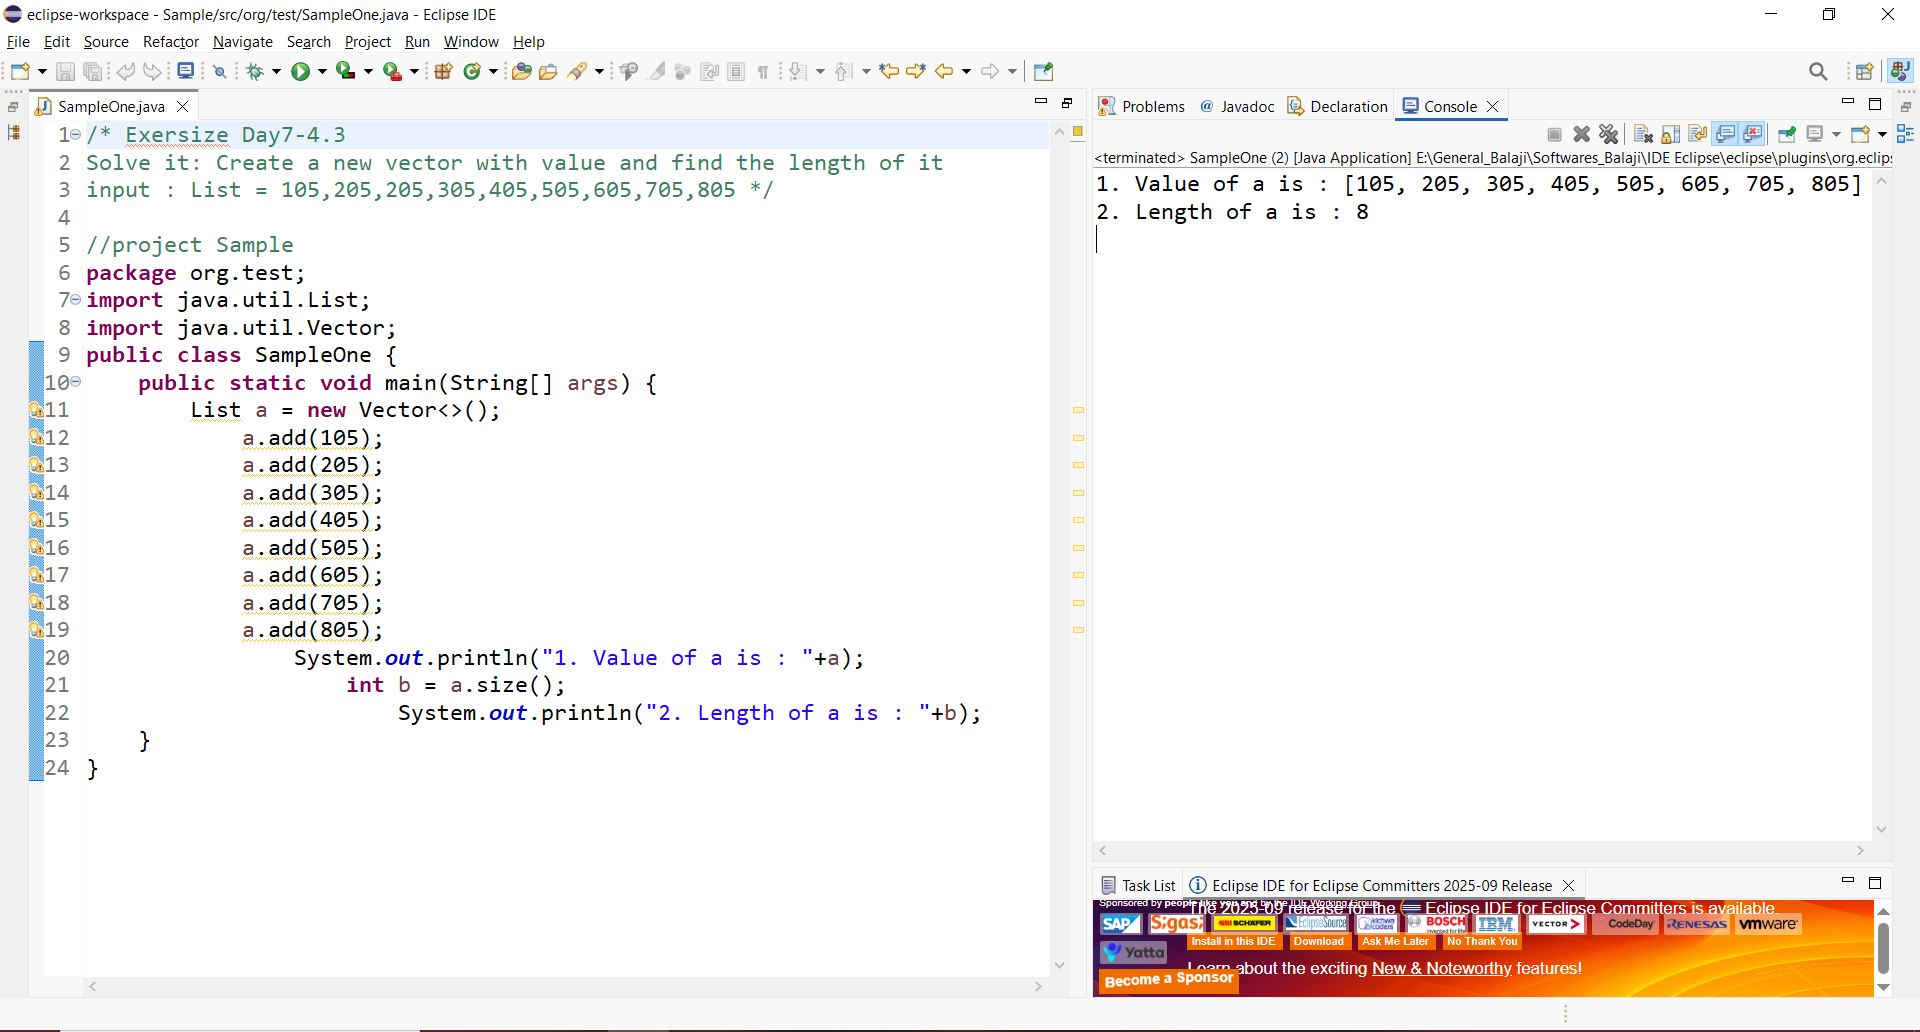 eclipse-workspace - Sample/src/org/test/SampleOne.java - Eclipse IDE
File Edit Source Refactor Navigate Search Project Run Window Help
SampleOne.java
1 /* Exersize Day7-4.3
2 Solve it: Create a new vector with value and find the length of it
3 input : List = 105,205,205,305,405,505,605,705,805 */
4
5 //project Sample
6 package org.test;
7 import java.util.List;
8 import java.util.Vector;
9 public class SampleOne {
10 public static void main(String[] args) {
11 List a = new Vector<>();
12 a.add(105);
13 a.add(205);
14 a.add(305);
15 a.add(405);
16 a.add(505);
17 a.add(605);
18 a.add(705);
19 a.add(805);
20 System.out.println("1. Value of a is : "+a);
21 int b = a.size();
22 System.out.println("2. Length of a is : "+b);
23 }
24 }
Problems @ Javadoc Declaration Console
<terminated> SampleOne (2) [Java Application] E:\General_Balaji\Softwares_Balaji\IDE Eclipse\eclipse\plugins\org.eclips
1. Value of a is : [105, 205, 305, 405, 505, 605, 705, 805]
2. Length of a is : 8
Task List Eclipse IDE for Eclipse Committers 2025-09 Release
Sponsored by people like you and by the IDE Working Group
The 2025-09 release for the Eclipse IDE for Eclipse Committers is available
SAP Sigasi SSI SCHAEFER EclipseSource BOSCH IBM VECTOR CodeDay RENESAS vmware
Install in this IDE Download Ask Me Later No Thank You
Yatta
Learn about the exciting New & Noteworthy features!
Become a Sponsor